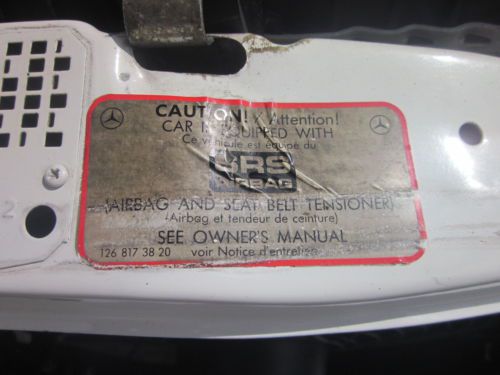 CAUTION! / Attention!
CAR IS EQUIPPED WITH
Ce véhicule est équipé du
SRS
AIRBAG
(AIRBAG AND SEAT BELT TENSIONER)
(Airbag et tendeur de ceinture)
SEE OWNER'S MANUAL
126 817 38 20 voir Notice d'entretien
2